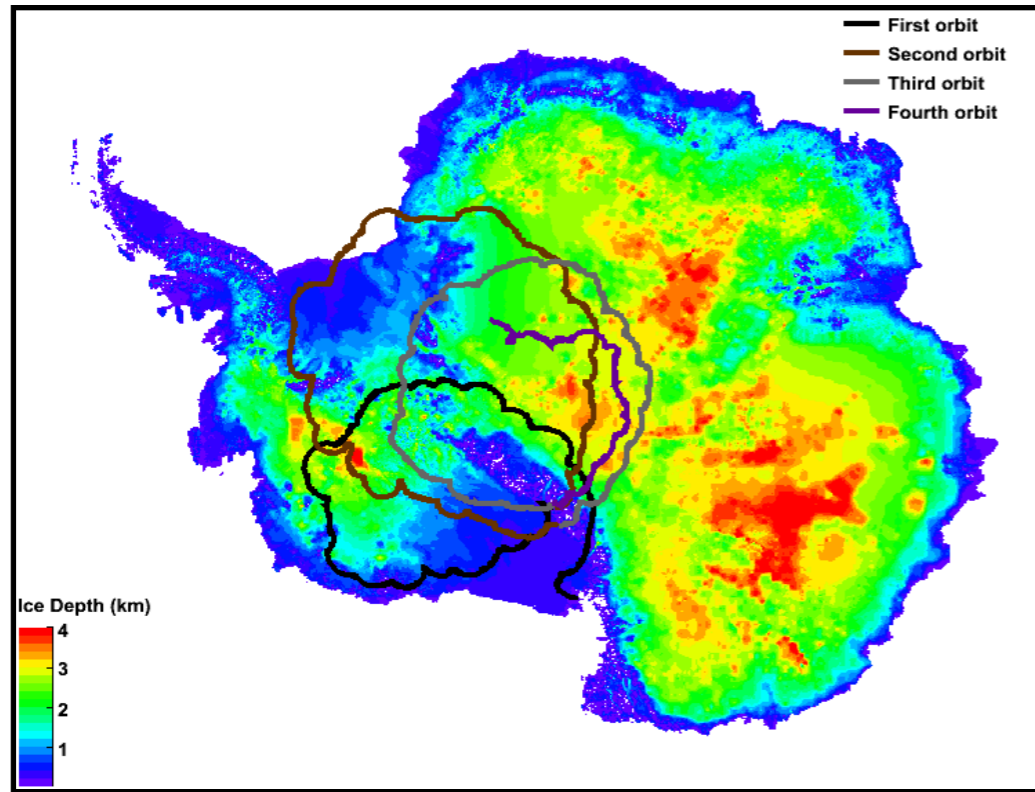 First orbit
Second orbit
Third orbit
Fourth orbit
Ice Depth (km)
4
3
2
1